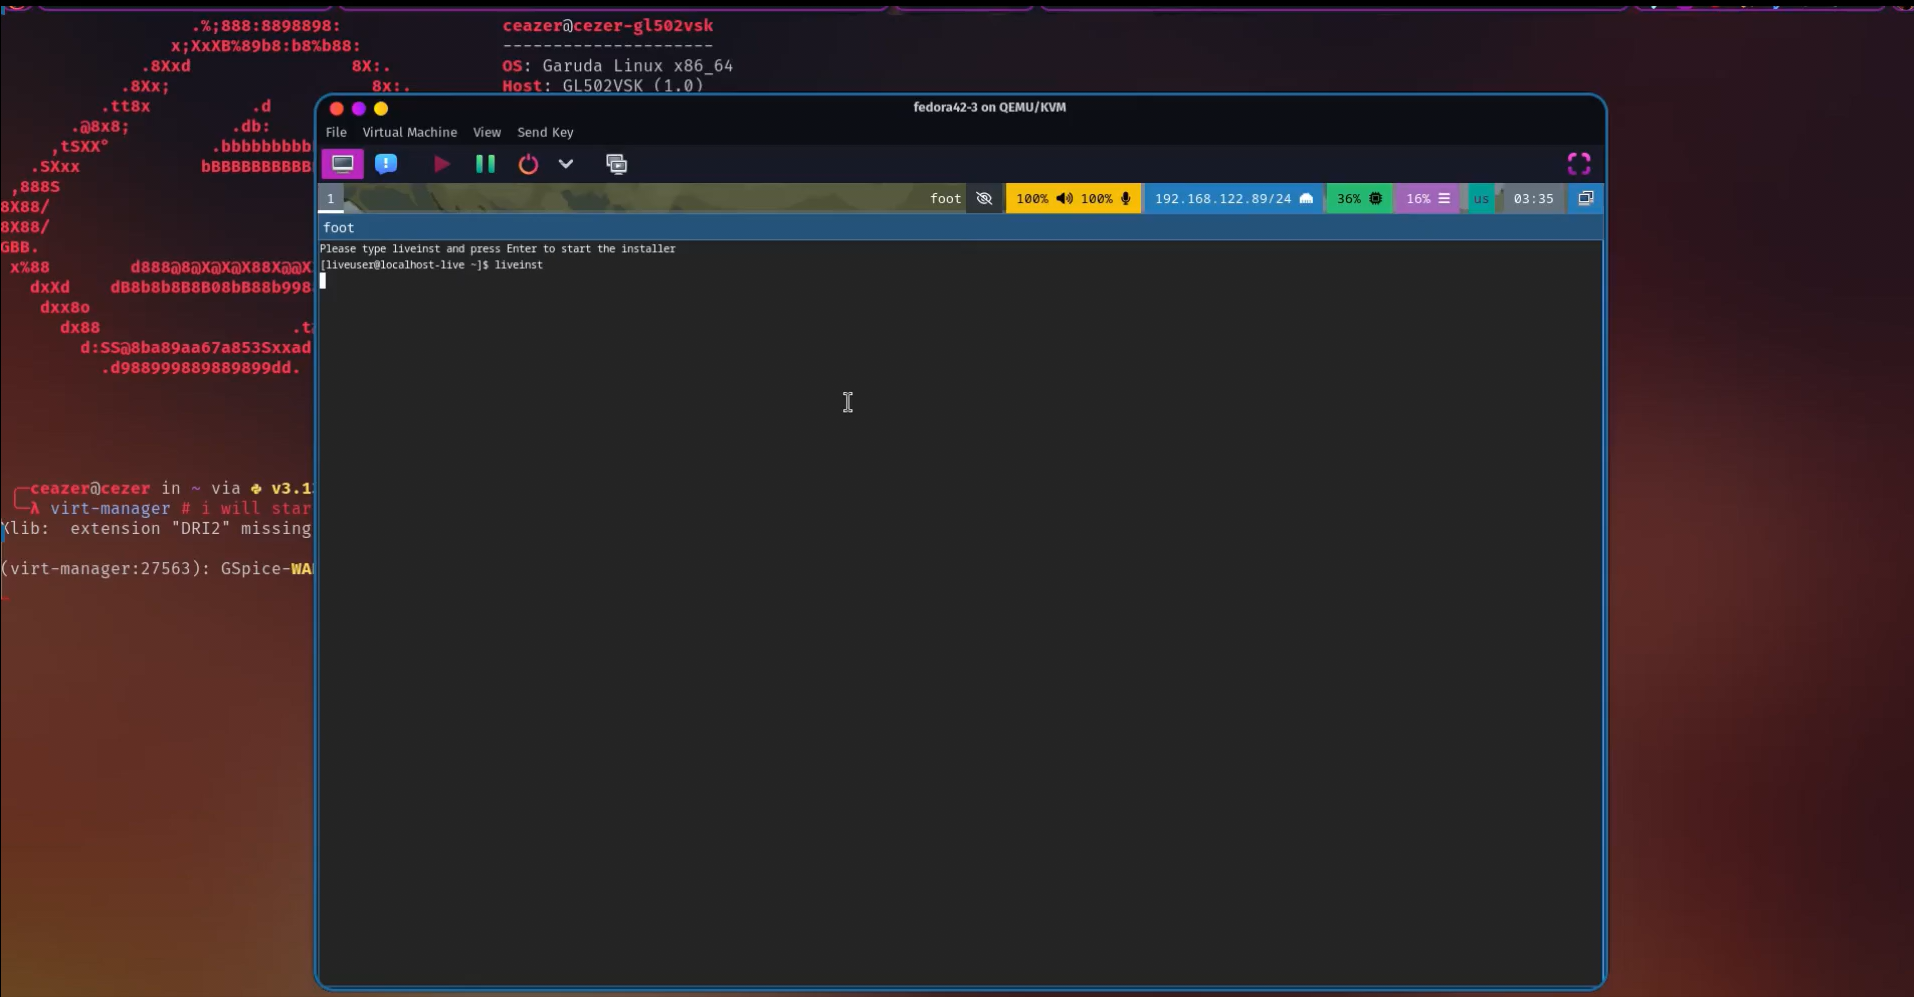 .%;888:8898898:
x;XxXB%89b8:b8%b88:
.8Xxd 8X:.
.8Xx; 8x:.
.tt8x .d
.@8x8; .db:
,tSXX° .bbbbbbbbb
.SXxx bBBBBBBBBBB
,888S
8X88/
8X88/
GBB.
x%88 d888@8@X@X@X88X@@X
dxXd dB8b8b8B8B08bB88b998
dxx8o
dx88
d:SS@8ba89aa67a853Sxxad
.d988999889889899dd.
ceazer@cezer-gl502vsk
---------------------
OS: Garuda Linux x86_64
Host: GL502VSK (1.0)
ceazer@cezer in ~ via v3.1
λ virt-manager # i will star
Xlib: extension "DRI2" missing
(virt-manager:27563): GSpice-WA
fedora42-3 on QEMU/KVM
File Virtual Machine View Send Key
1 foot 100% 100% 192.168.122.89/24 36% 16% us 03:35
foot
Please type liveinst and press Enter to start the installer
[liveuser@localhost-live ~]$ liveinst